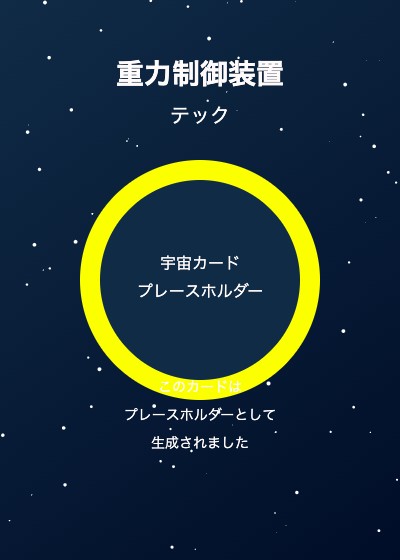 重力制御装置
テック
宇宙カード
プレースホルダー
このカードは
プレースホルダーとして
生成されました